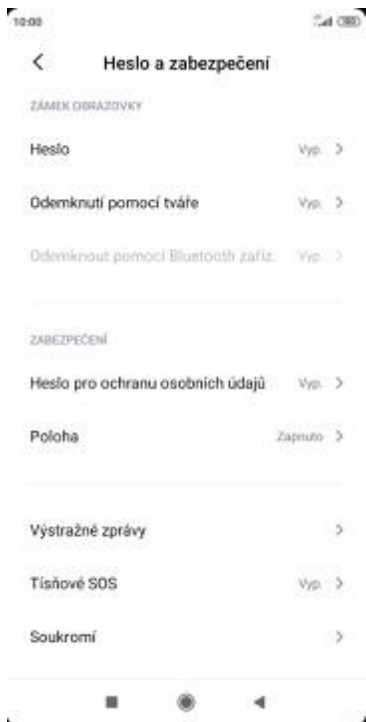 10:00
Heslo a zabezpečení
ZÁMEK OBRAZOVKY
Heslo Vyp.
Odemknutí pomocí tváře Vyp.
Odemknout pomocí Bluetooth zaříz. Vyp.
ZABEZPEČENÍ
Heslo pro ochranu osobních údajů Vyp.
Poloha Zapnuto
Výstražné zprávy
Tísňové SOS Vyp.
Soukromí